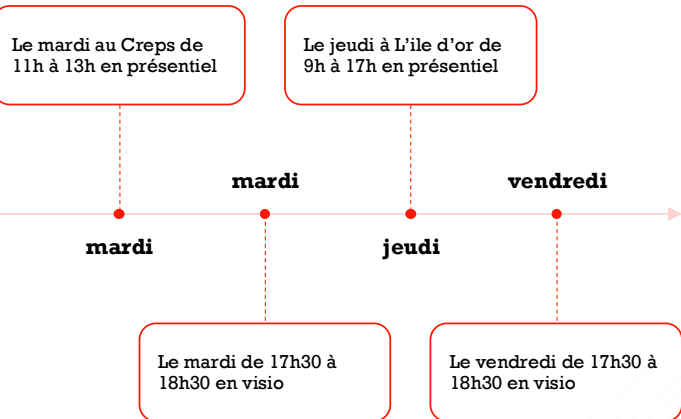 Le mardi au Creps de
11h à 13h en présentiel
Le jeudi à L'ile d'or de
9h à 17h en présentiel
mardi
vendredi
mardi
jeudi
Le mardi de 17h30 à
18h30 en visio
Le vendredi de 17h30 à
18h30 en visio